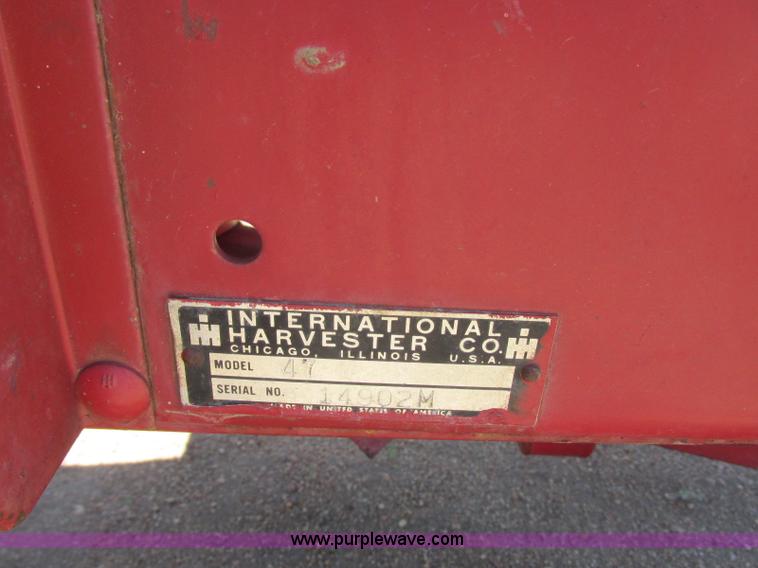 INTERNATIONAL
HARVESTER CO.
CHICAGO, ILLINOIS U.S.A.
MODEL 47
SERIAL NO. 14902M
MADE IN UNITED STATES OF AMERICA
www.purplewave.com